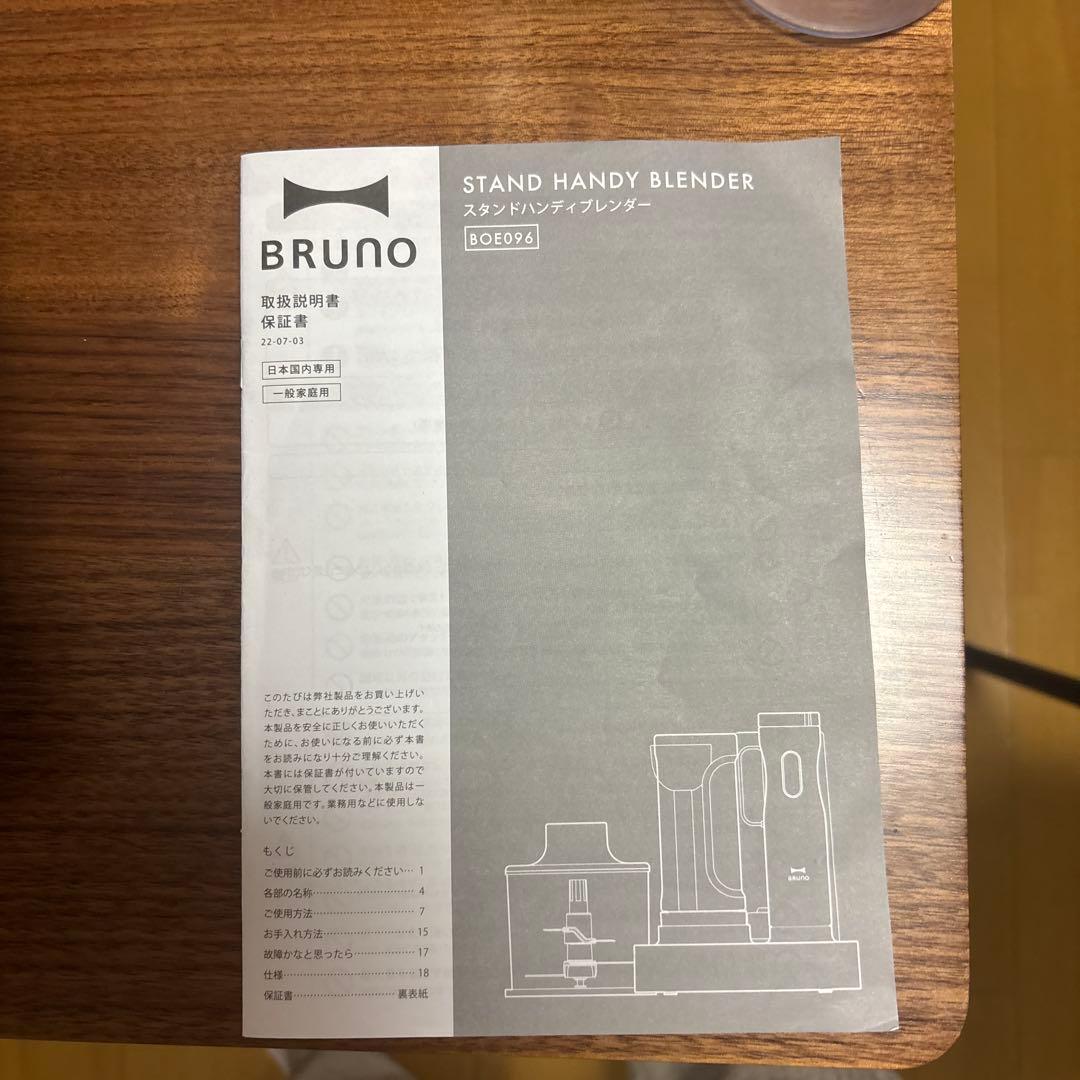 BRUNO
取扱説明書
保証書
22-07-03
日本国内専用
一般家庭用
STAND HANDY BLENDER
スタンドハンディブレンダー
BOE096
このたびは弊社製品をお買い上げい
ただき、まことにありがとうございます。
本製品を安全に正しくお使いいただく
ために、お使いになる前に必ず本書
をお読みになり十分ご理解ください。
本書には保証書が付いていますので
大切に保管してください。本製品は一
般家庭用です。業務用などに使用しな
いでください。
もくじ
ご使用前に必ずお読みください… 1
各部の名称………………………… 4
ご使用方法………………………… 7
お手入れ方法……………………… 15
故障かなと思ったら……………… 17
仕様………………………………… 18
保証書…………………………… 裏表紙
BRUNO